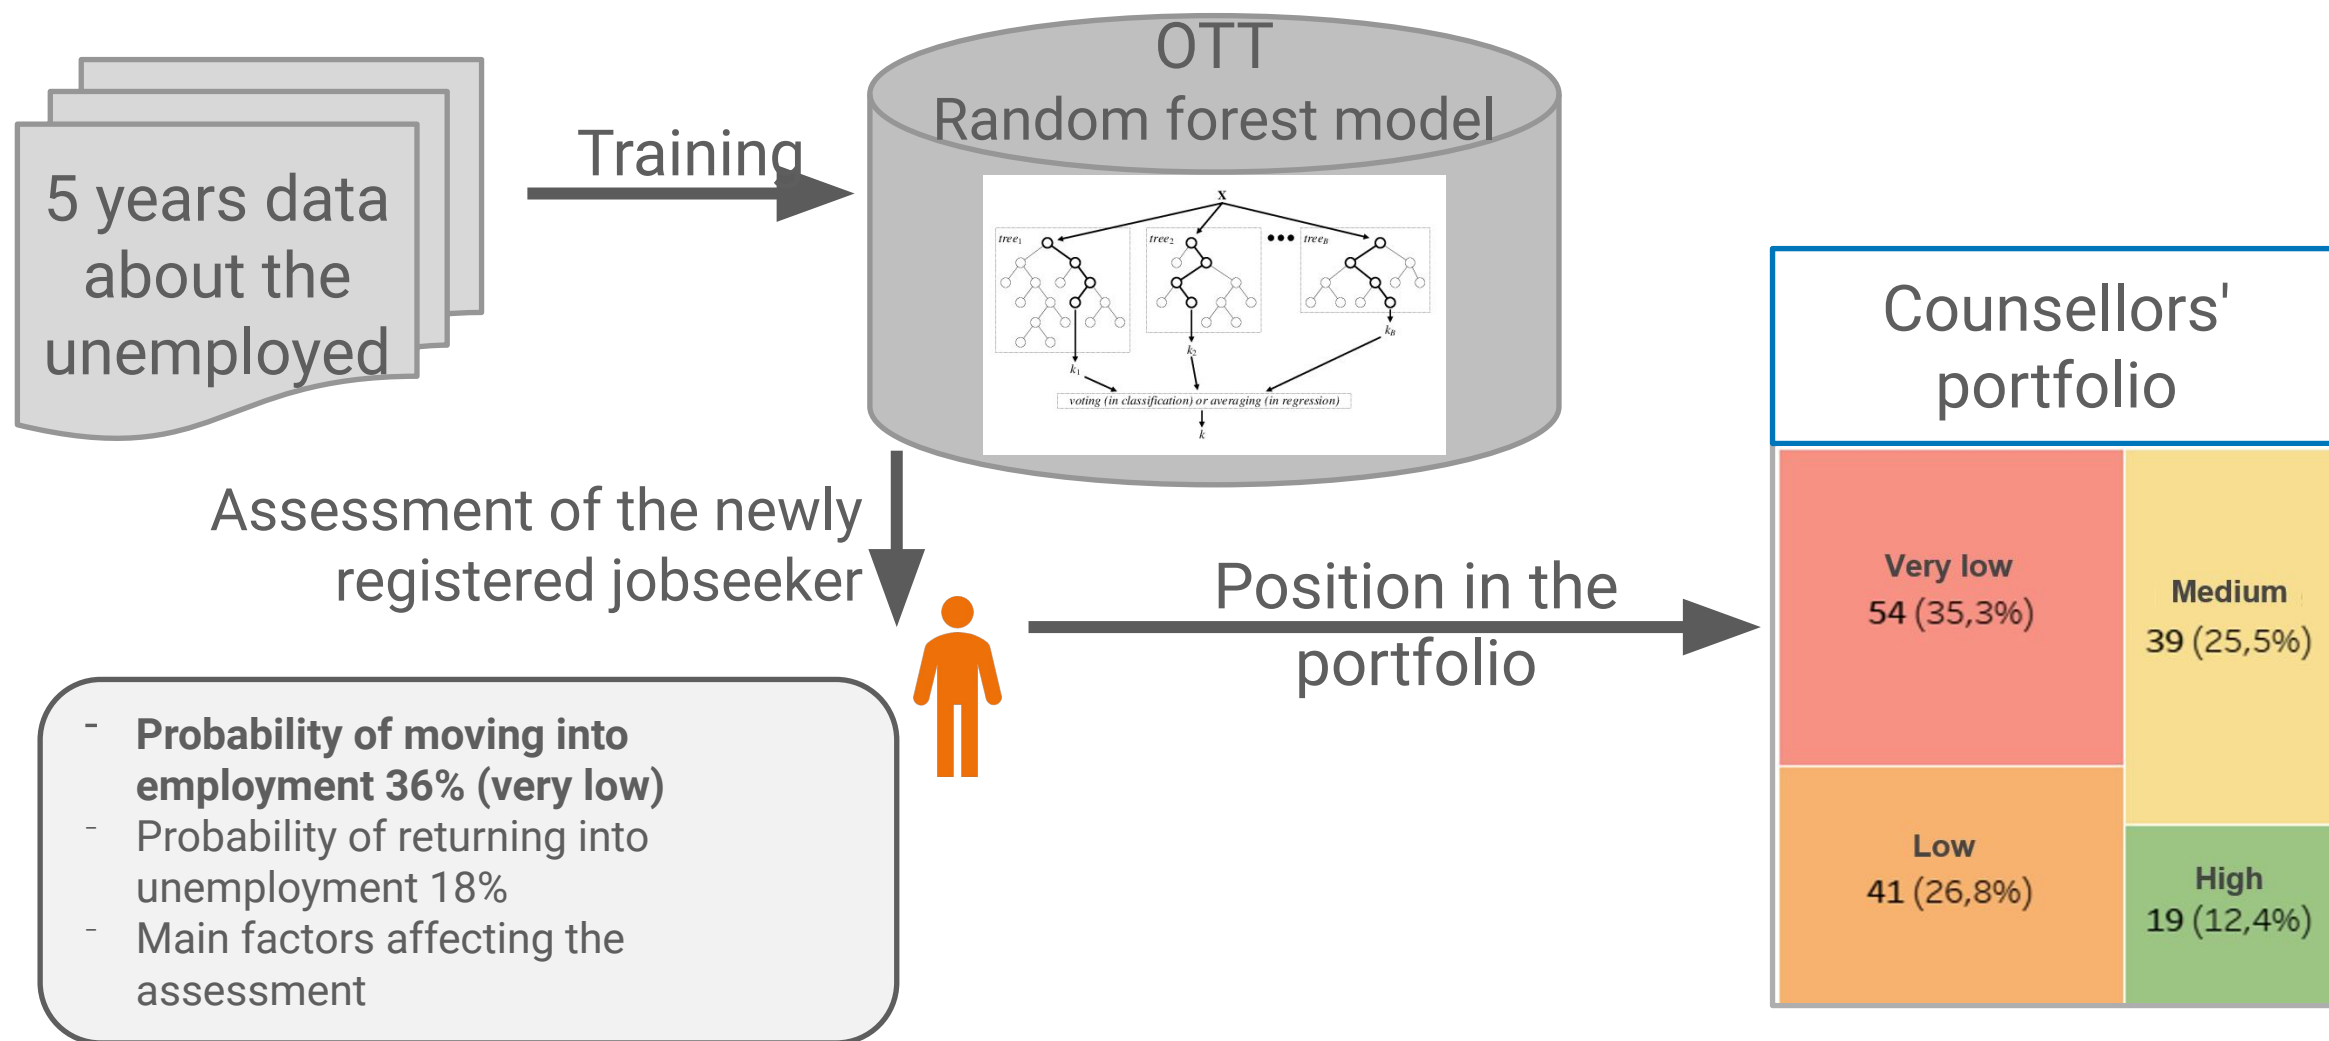 5 years data
about the
unemployed
Training
OTT
Random forest model
X
tree1
tree2
treeB
k1
k2
kB
voting (in classification) or averaging (in regression)
k
Assessment of the newly
registered jobseeker
- Probability of moving into
employment 36% (very low)
- Probability of returning into
unemployment 18%
- Main factors affecting the
assessment
Position in the
portfolio
Counsellors'
portfolio
Very low
54 (35,3%)
Medium
39 (25,5%)
Low
41 (26,8%)
High
19 (12,4%)